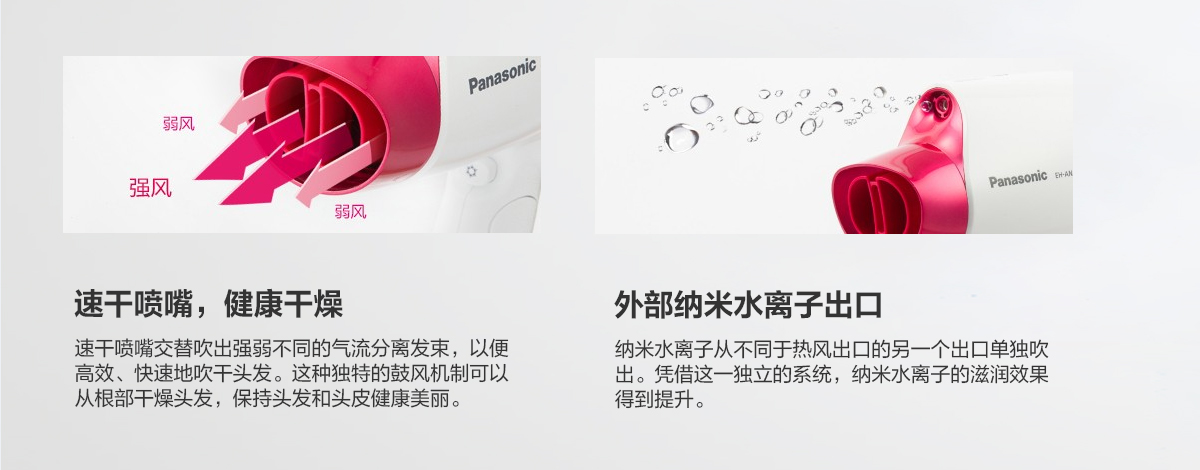 Panasonic
弱风
强风
弱风
Panasonic EH-AN
速干喷嘴，健康干燥
速干喷嘴交替吹出强弱不同的气流分离发束，以便
高效、快速地吹干头发。这种独特的鼓风机制可以
从根部干燥头发，保持头发和头皮健康美丽。
外部纳米水离子出口
纳米水离子从不同于热风出口的另一个出口单独吹
出。凭借这一独立的系统，纳米水离子的滋润效果
得到提升。